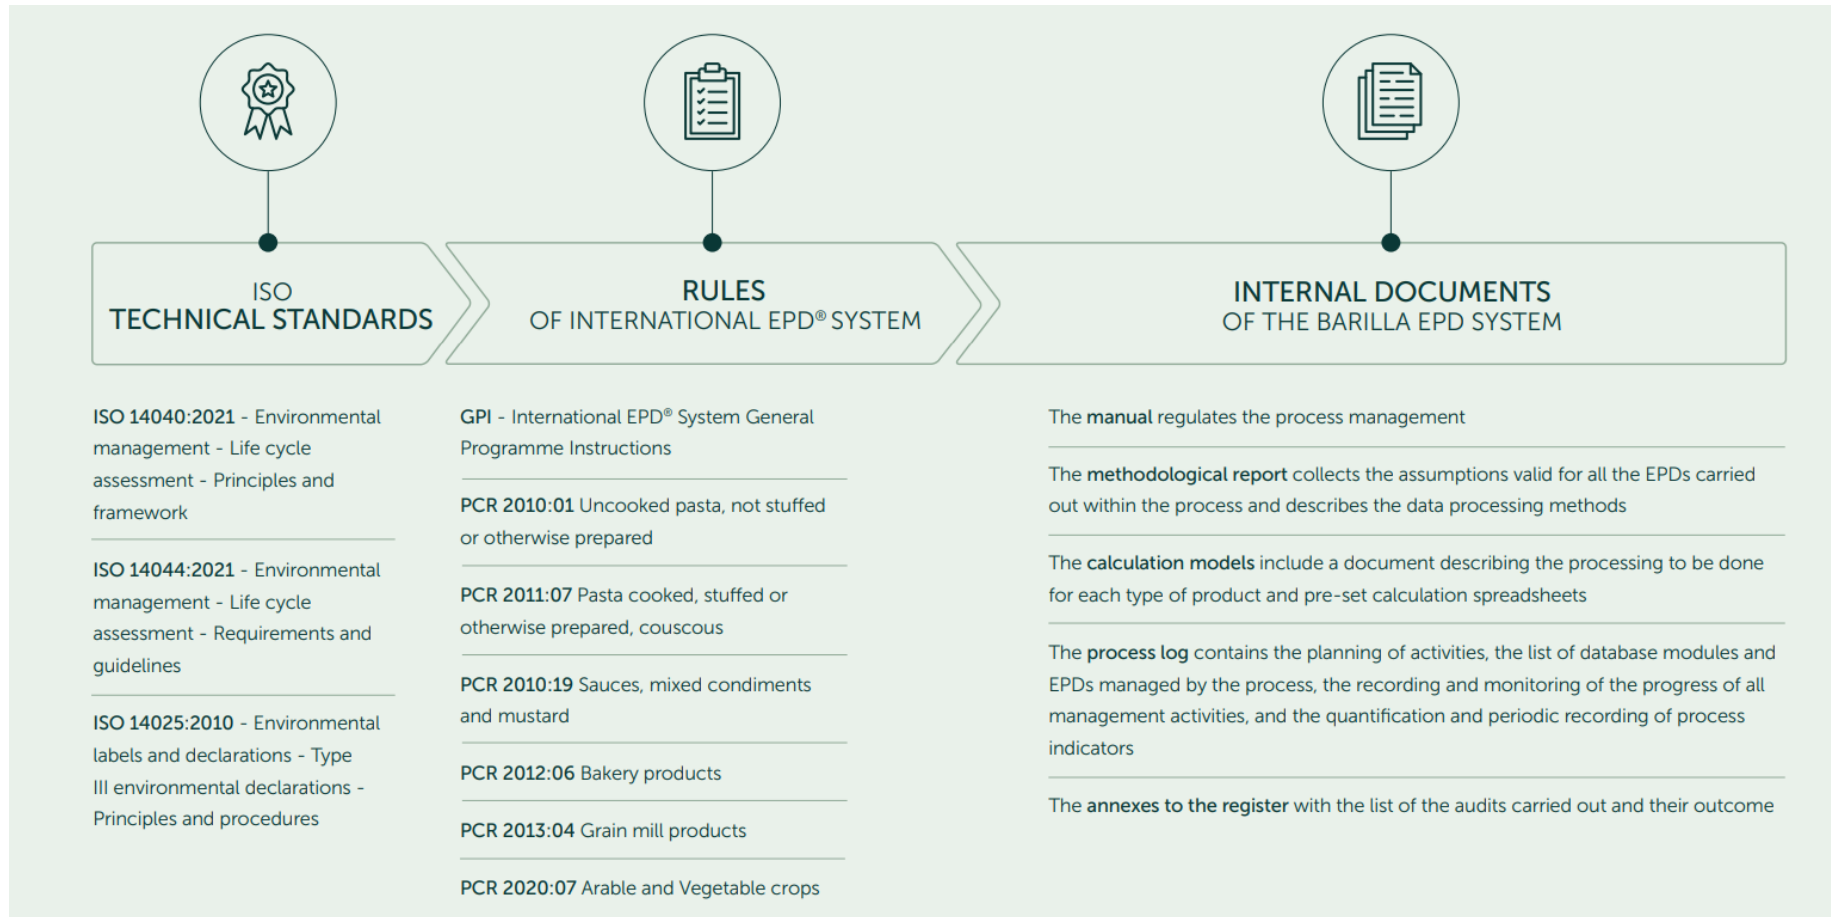 ISO
TECHNICAL STANDARDS
ISO 14040:2021 - Environmental
management - Life cycle
assessment - Principles and
framework
ISO 14044:2021 - Environmental
management - Life cycle
assessment - Requirements and
guidelines
ISO 14025:2010 - Environmental
labels and declarations - Type
III environmental declarations -
Principles and procedures
RULES
OF INTERNATIONAL EPD® SYSTEM
GPI - International EPD® System General
Programme Instructions
PCR 2010:01 Uncooked pasta, not stuffed
or otherwise prepared
PCR 2011:07 Pasta cooked, stuffed or
otherwise prepared, couscous
PCR 2010:19 Sauces, mixed condiments
and mustard
PCR 2012:06 Bakery products
PCR 2013:04 Grain mill products
PCR 2020:07 Arable and Vegetable crops
INTERNAL DOCUMENTS
OF THE BARILLA EPD SYSTEM
The manual regulates the process management
The methodological report collects the assumptions valid for all the EPDs carried
out within the process and describes the data processing methods
The calculation models include a document describing the processing to be done
for each type of product and pre-set calculation spreadsheets
The process log contains the planning of activities, the list of database modules and
EPDs managed by the process, the recording and monitoring of the progress of all
management activities, and the quantification and periodic recording of process
indicators
The annexes to the register with the list of the audits carried out and their outcome